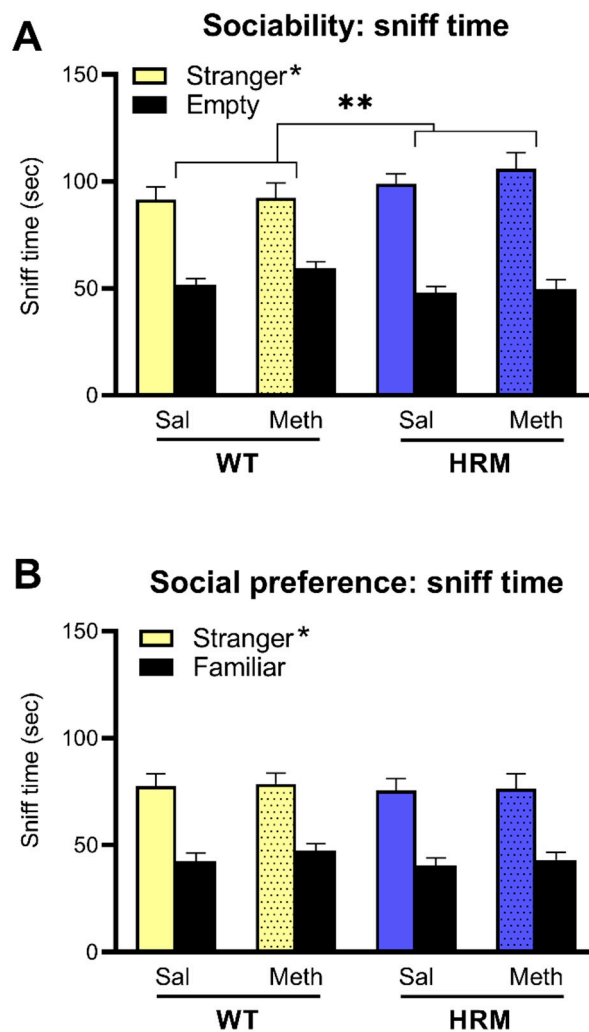 A
Sociability: sniff time
Stranger*
Empty
**
Sniff time (sec)
150
100
50
0
Sal Meth Sal Meth
WT HRM
B
Social preference: sniff time
Stranger*
Familiar
Sniff time (sec)
150
100
50
0
Sal Meth Sal Meth
WT HRM